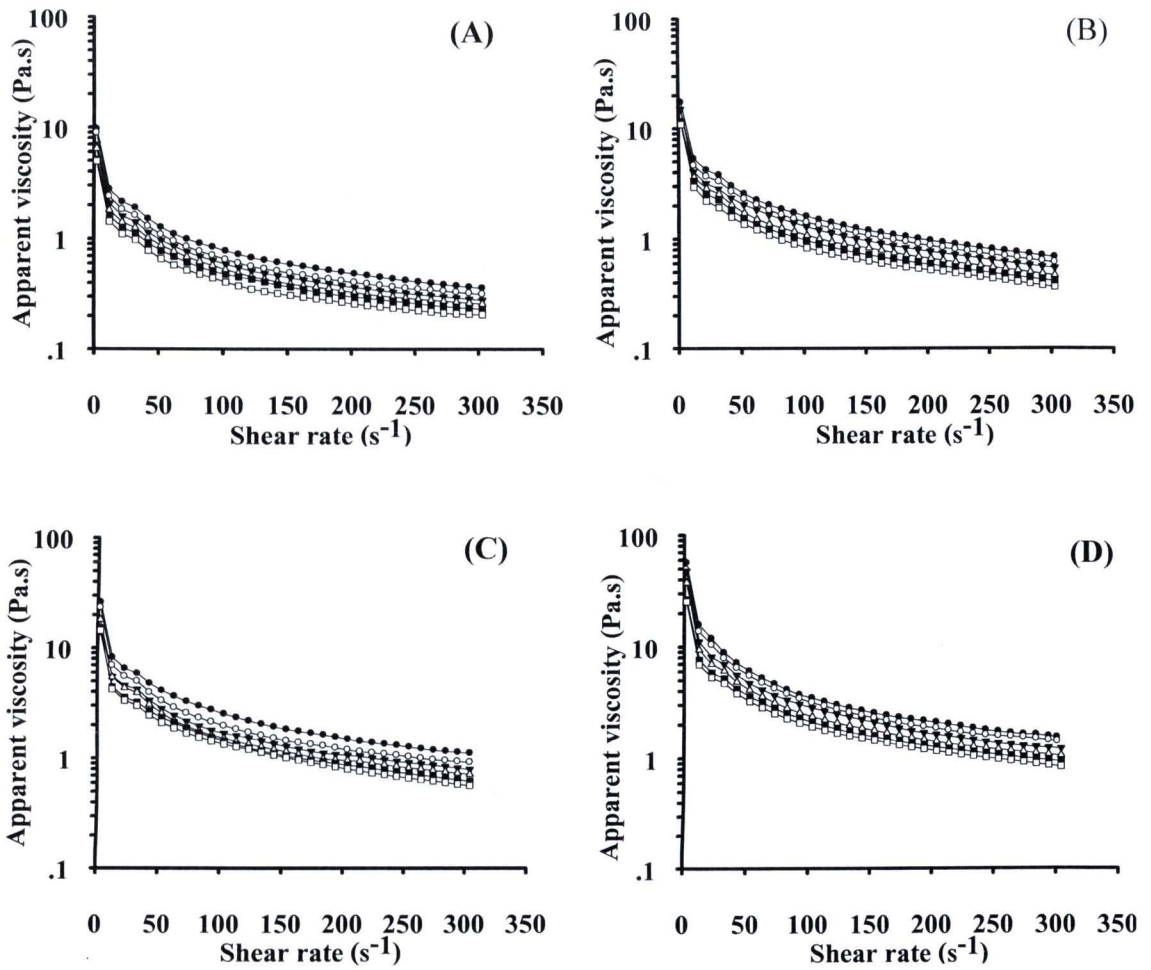 (A)
Apparent viscosity (Pa.s)
100
10
1
.1
0 50 100 150 200 250 300 350
Shear rate (s-1)
(B)
Apparent viscosity (Pa.s)
100
10
1
.1
0 50 100 150 200 250 300 350
Shear rate (s-1)
(C)
Apparent viscosity (Pa.s)
100
10
1
.1
0 50 100 150 200 250 300 350
Shear rate (s-1)
(D)
Apparent viscosity (Pa.s)
100
10
1
.1
0 50 100 150 200 250 300 350
Shear rate (s-1)